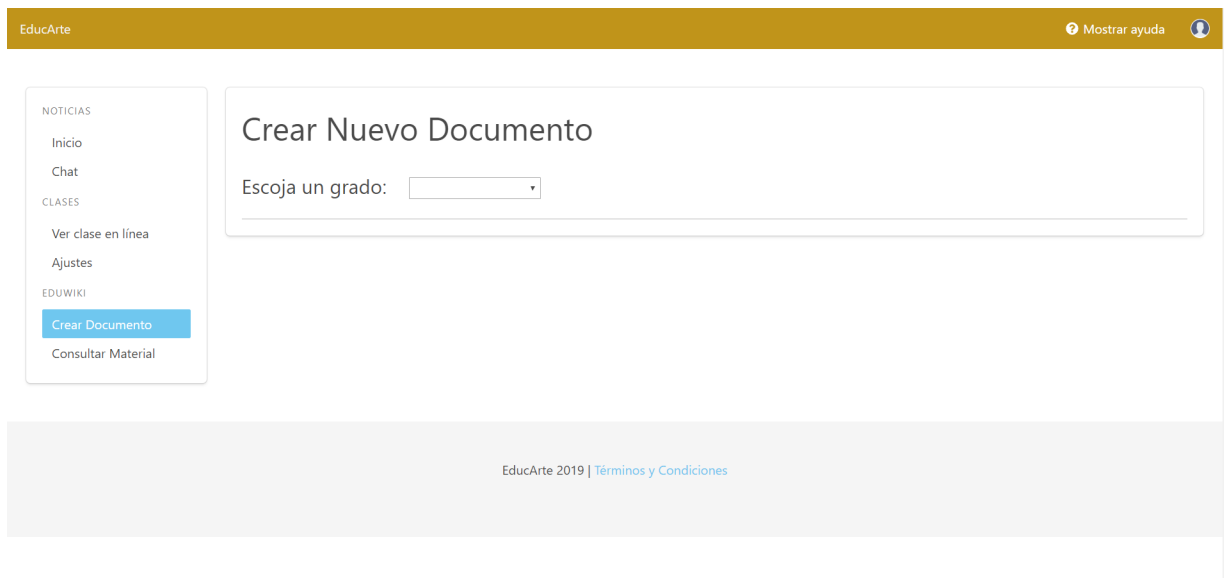 EducArte
Mostrar ayuda
NOTICIAS
Inicio
Chat
CLASES
Ver clase en línea
Ajustes
EDUWIKI
Crear Documento
Consultar Material
Crear Nuevo Documento
Escoja un grado:
EducArte 2019 | Términos y Condiciones